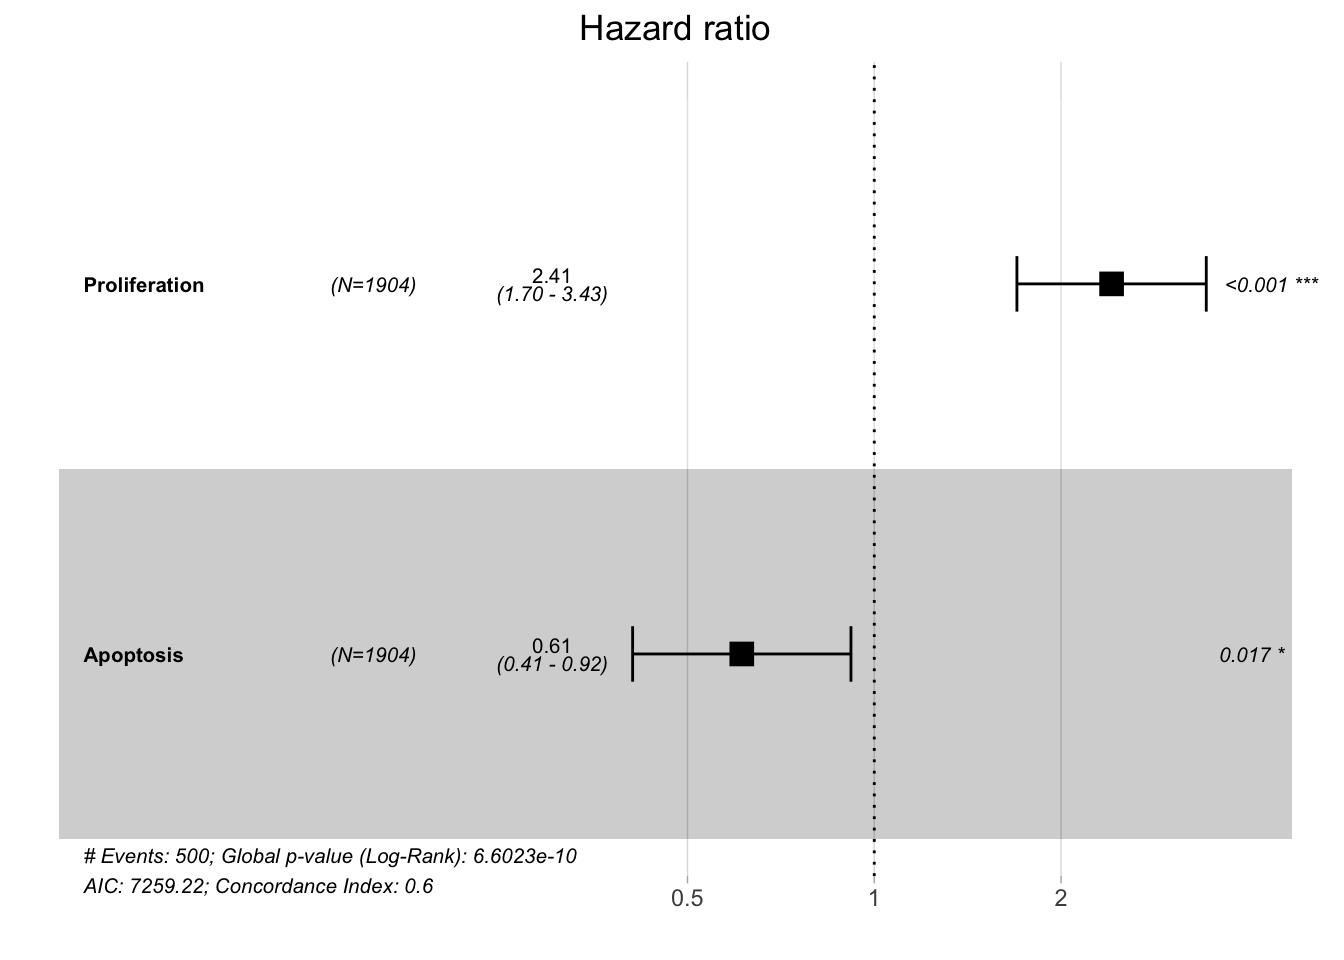 Hazard ratio
Proliferation (N=1904) 2.41 <0.001 ***
(1.70 - 3.43)
Apoptosis (N=1904) 0.61 0.017 *
(0.41 - 0.92)
# Events: 500; Global p-value (Log-Rank): 6.6023e-10
AIC: 7259.22; Concordance Index: 0.6
0.5 1 2